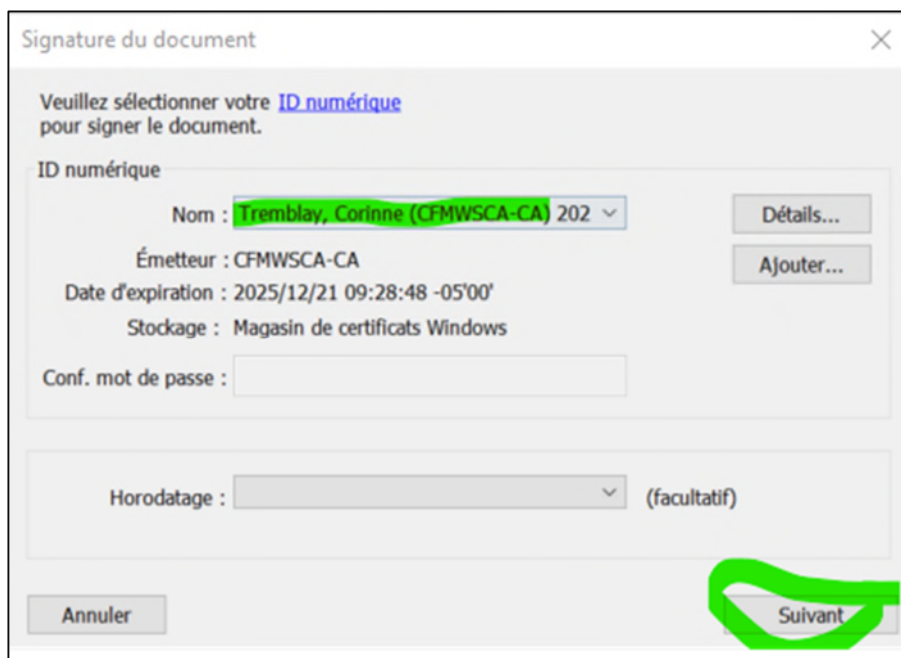 Signature du document
Veuillez sélectionner votre ID numérique
pour signer le document.
ID numérique
Nom : Tremblay, Corinne (CFMWSCA-CA) 202
Détails...
Émetteur : CFMWSCA-CA
Ajouter...
Date d'expiration : 2025/12/21 09:28:48 -05'00'
Stockage : Magasin de certificats Windows
Conf. mot de passe :
Horodatage : (facultatif)
Annuler
Suivant